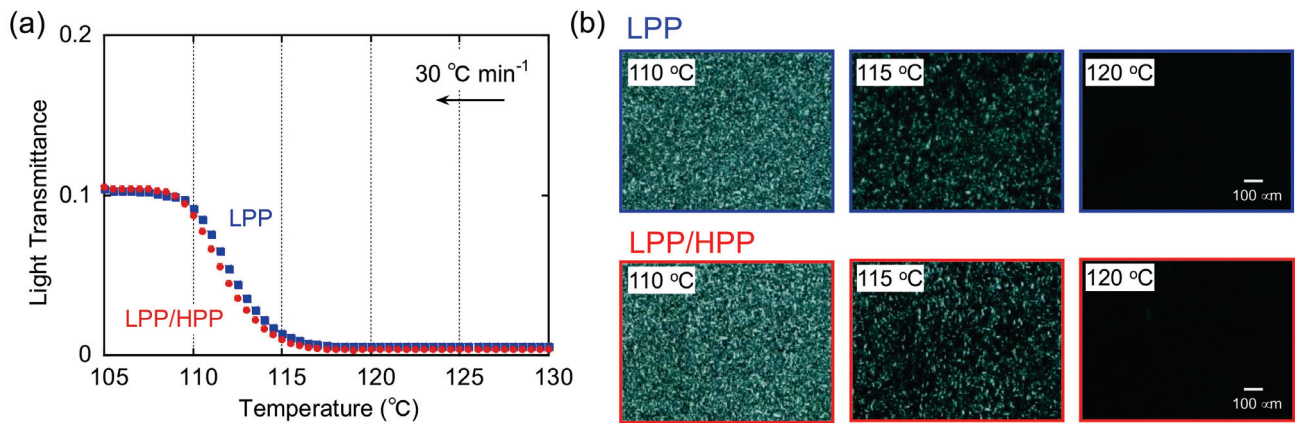 (a)
0.2
0.1
0
Light Transmittance
30 °C min⁻¹
LPP
LPP/HPP
105 110 115 120 125 130
Temperature (°C)
(b)
LPP
110 °C 115 °C 120 °C
100 ∝m
LPP/HPP
110 °C 115 °C 120 °C
100 ∝m